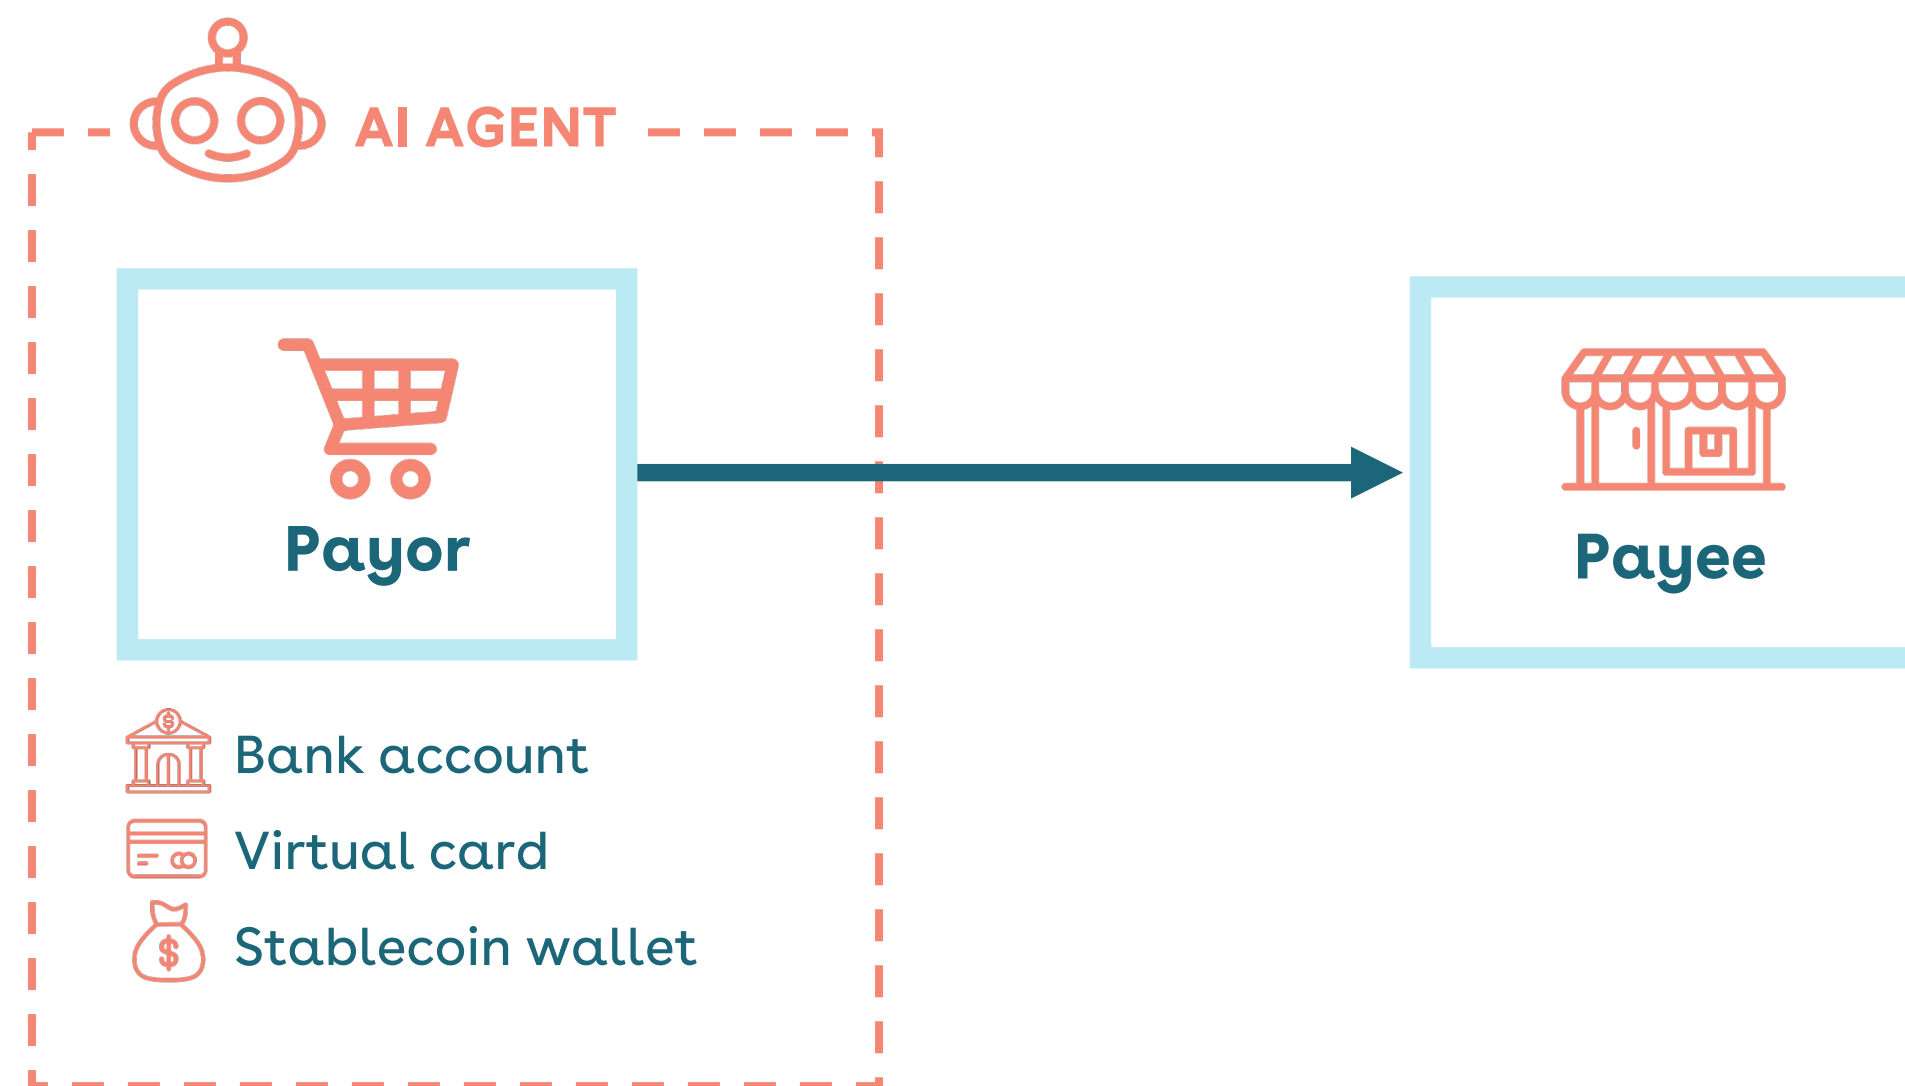 AI AGENT
Payor
Payee
Bank account
Virtual card
Stablecoin wallet